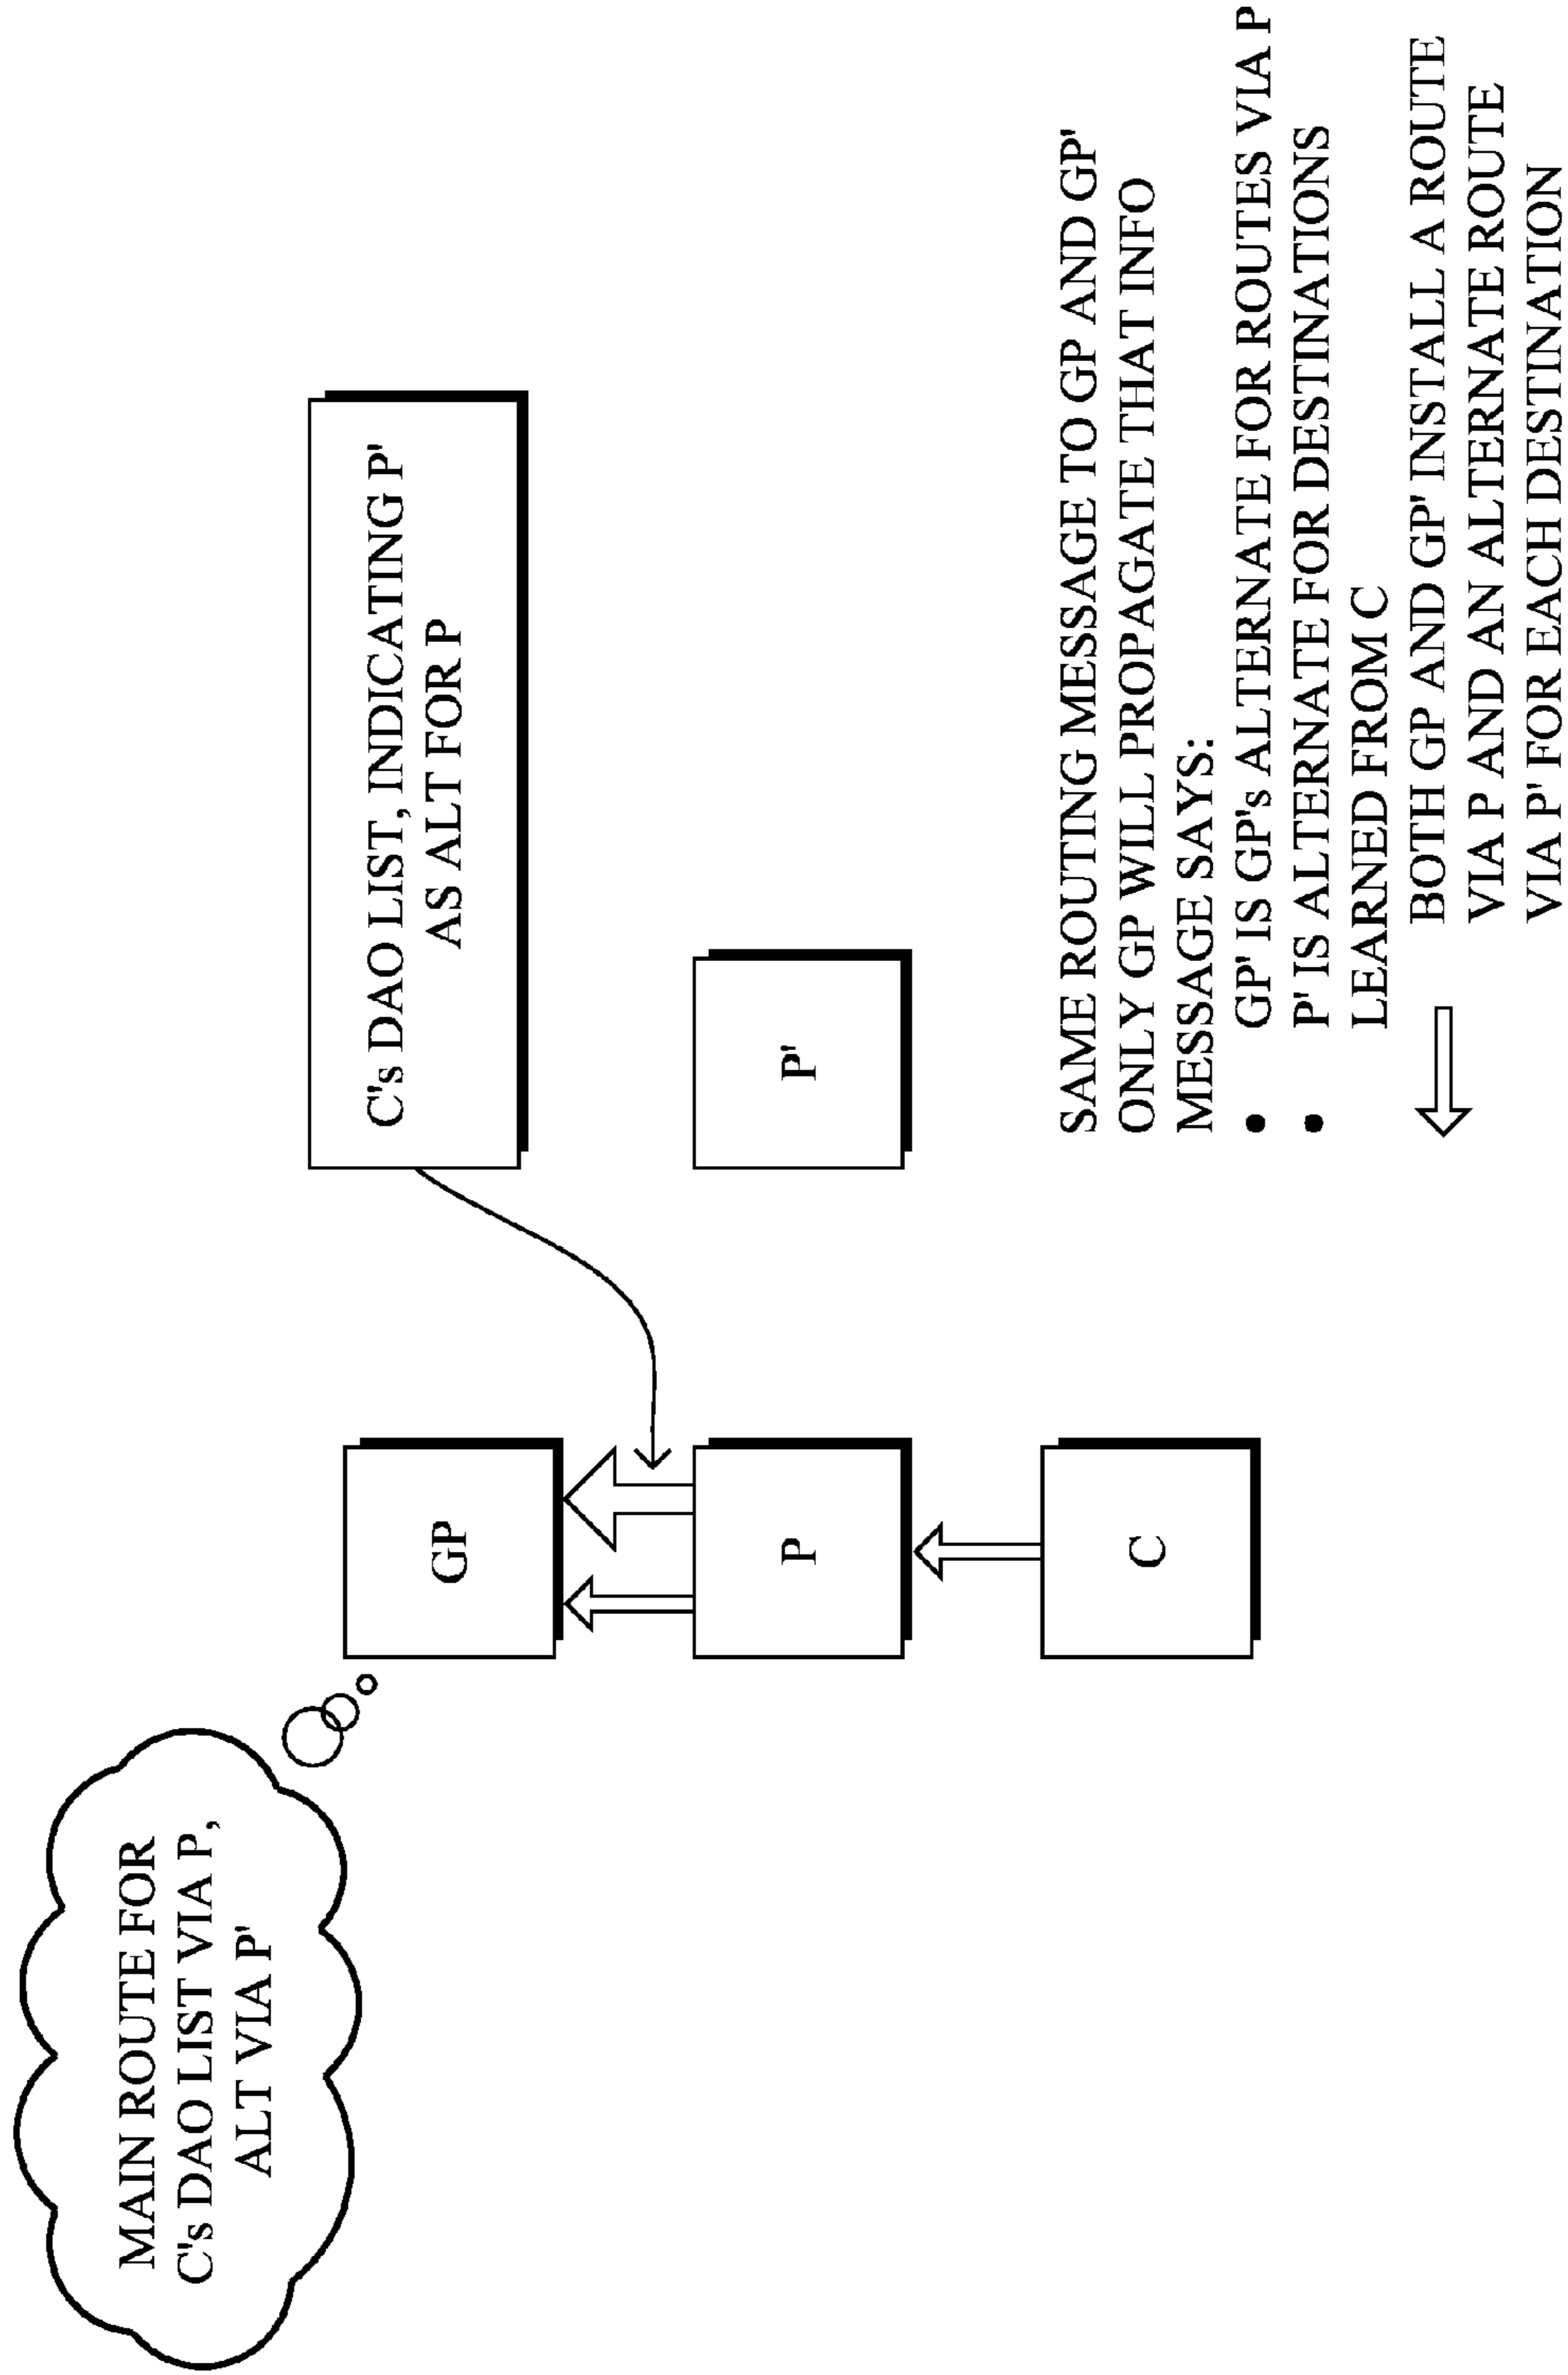 MAIN ROUTE FOR
C's DAO LIST VIA P,
ALT VIA P'
C's DAO LIST, INDICATING P'
AS ALT FOR P
GP
P
P'
C
SAME ROUTING MESSAGE TO GP AND GP'
ONLY GP WILL PROPAGATE THAT INFO
MESSAGE SAYS:
• GP' IS GP's ALTERNATE FOR ROUTES VIA P
• P' IS ALTERNATE FOR DESTINATIONS
LEARNED FROM C
BOTH GP AND GP' INSTALL A ROUTE
VIA P AND AN ALTERNATE ROUTE
VIA P' FOR EACH DESTINATION